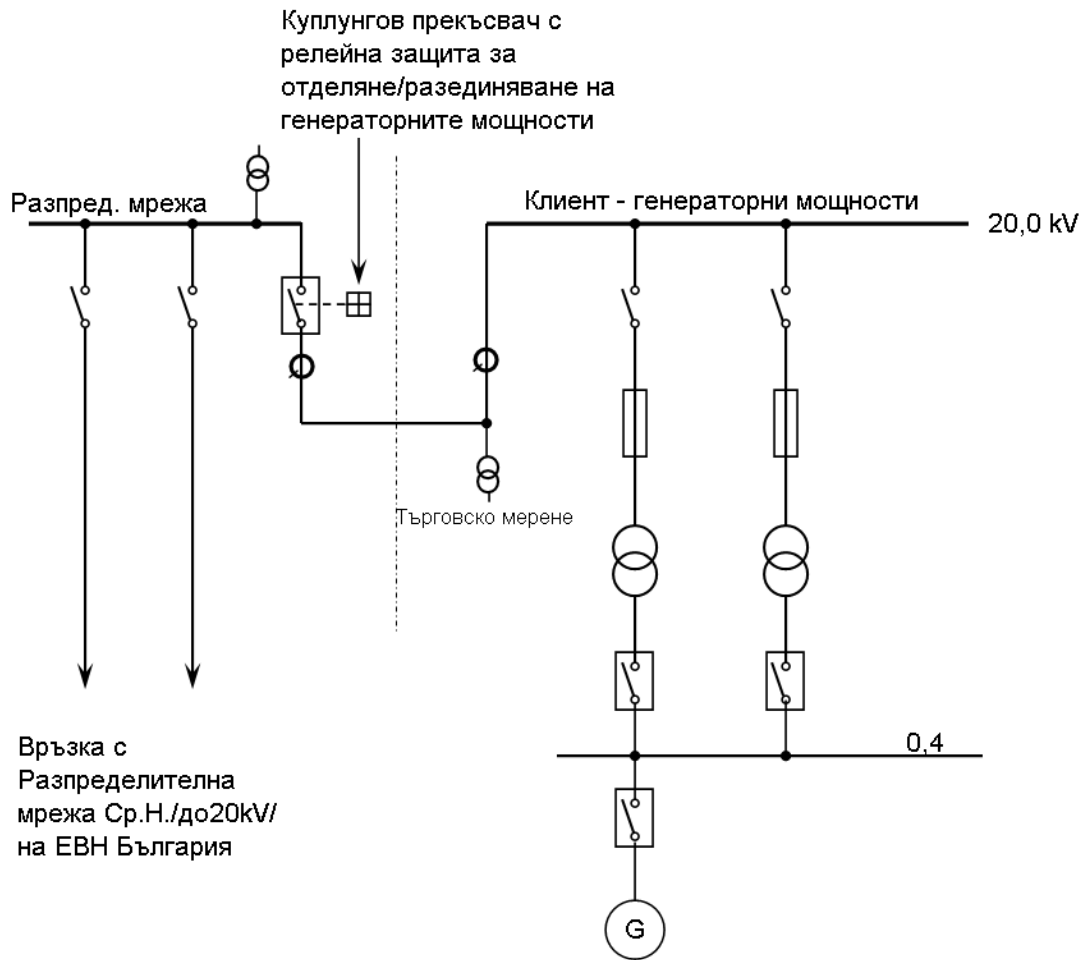 Куплунгов прекъсвач с
релейна защита за
отделяне/разединяване на
генераторните мощности
Разпред. мрежа
Клиент - генераторни мощности
20,0 kV
Търговско мерене
Връзка с
Разпределителна
мрежа Ср.Н./до20kV/
на ЕВН България
0,4
G